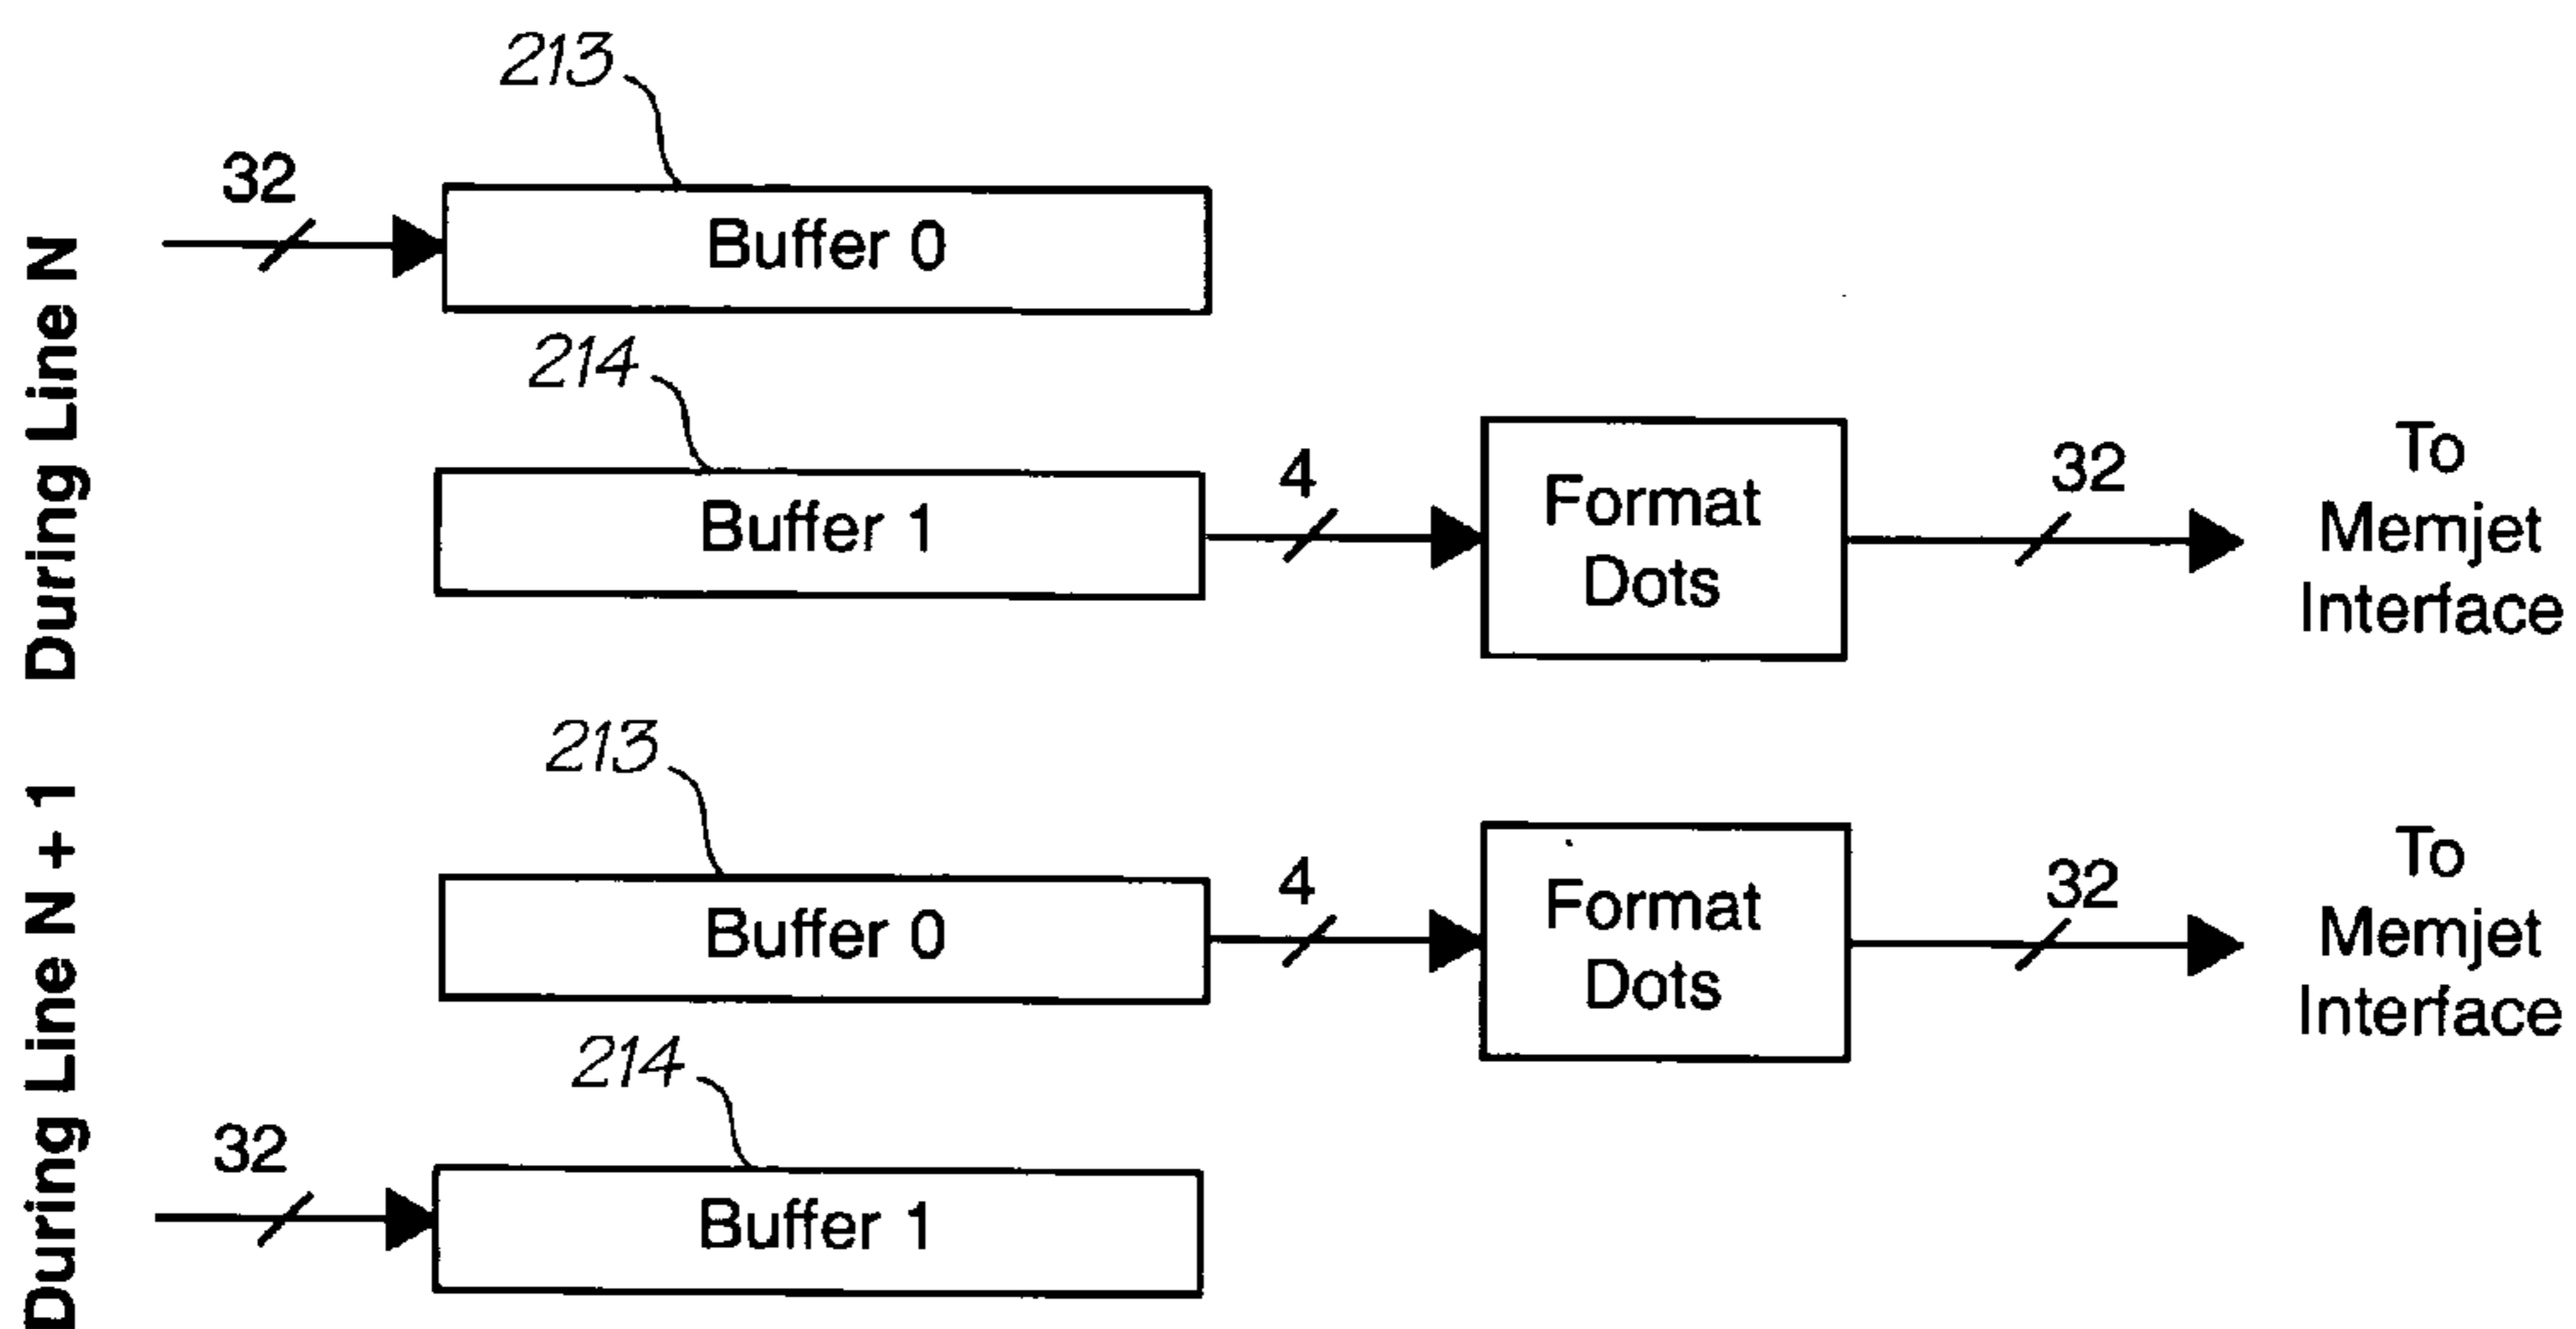 During Line N
213
32
Buffer 0
214
Buffer 1
4
Format
Dots
32
To
Memjet
Interface
During Line N + 1
213
Buffer 0
4
Format
Dots
32
To
Memjet
Interface
214
32
Buffer 1